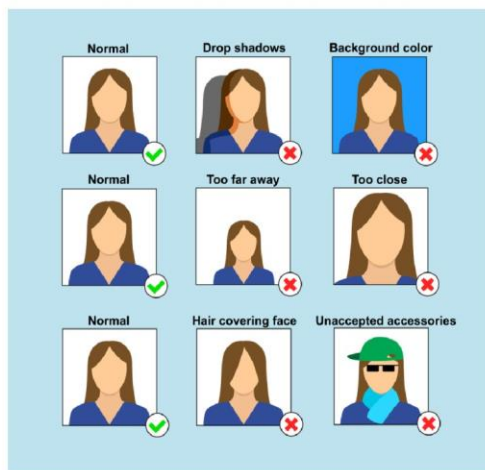 Normal Drop shadows Background color
Normal Too far away Too close
Normal Hair covering face Unaccepted accessories